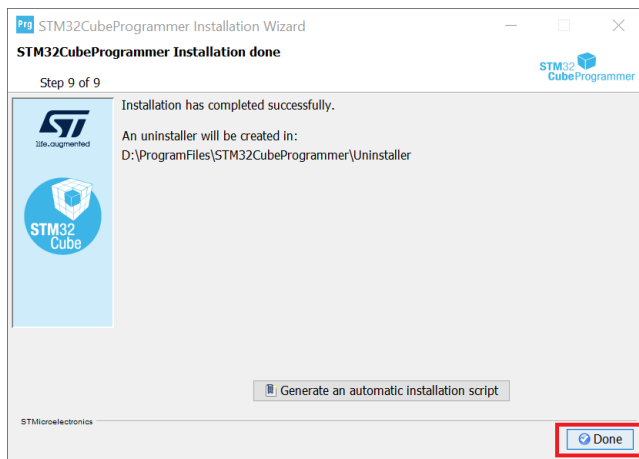 Prg STM32CubeProgrammer Installation Wizard
STM32CubeProgrammer Installation done
Step 9 of 9
STM32
CubeProgrammer
ST
life.augmented
STM32
Cube
Installation has completed successfully.
An uninstaller will be created in:
D:\ProgramFiles\STM32CubeProgrammer\Uninstaller
Generate an automatic installation script
STMicroelectronics
Done